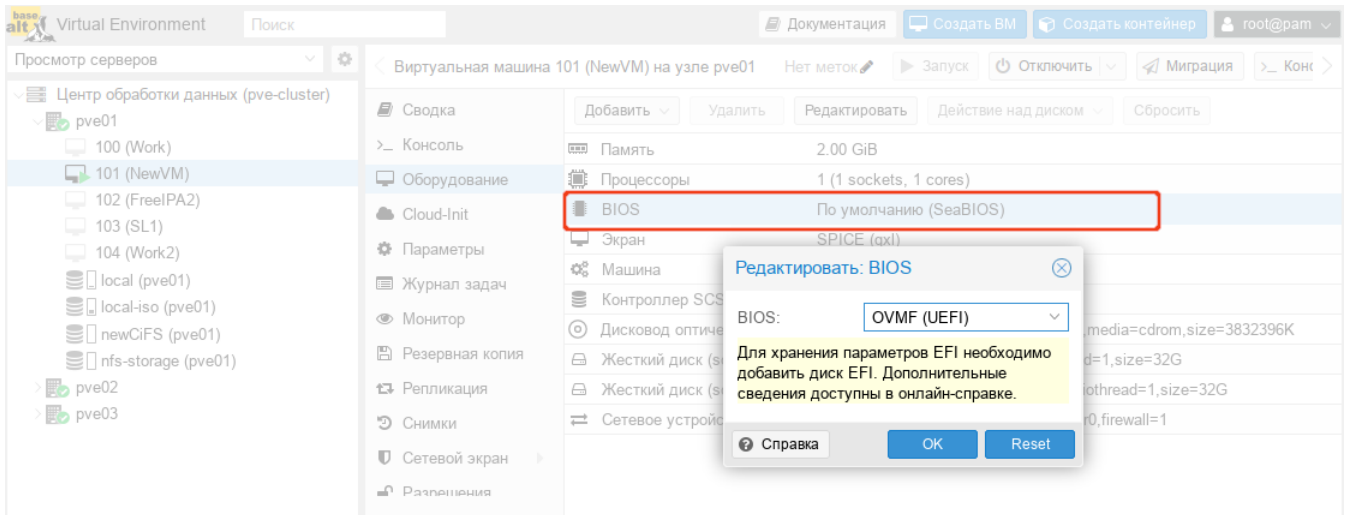 base
alt Virtual Environment Поиск Документация Создать ВМ Создать контейнер root@pam
Просмотр серверов
Виртуальная машина 101 (NewVM) на узле pve01 Нет меток Запуск Отключить Миграция >_ Конс
Центр обработки данных (pve-cluster)
pve01
100 (Work)
101 (NewVM)
102 (FreeIPA2)
103 (SL1)
104 (Work2)
local (pve01)
local-iso (pve01)
newCiFS (pve01)
nfs-storage (pve01)
pve02
pve03
Сводка
>_ Консоль
Оборудование
Cloud-Init
Параметры
Журнал задач
Монитор
Резервная копия
Репликация
Снимки
Сетевой экран
Разрешения
Добавить Удалить Редактировать Действие над диском Сбросить
Память 2.00 GiB
Процессоры 1 (1 sockets, 1 cores)
BIOS По умолчанию (SeaBIOS)
Экран SPICE (qxl)
Машина
Контроллер SCS
Дисковод оптиче ,media=cdrom,size=3832396K
Жесткий диск (s d=1,size=32G
Жесткий диск (s iothread=1,size=32G
Сетевое устройс r0,firewall=1
Редактировать: BIOS
BIOS: OVMF (UEFI)
Для хранения параметров EFI необходимо
добавить диск EFI. Дополнительные
сведения доступны в онлайн-справке.
Справка OK Reset